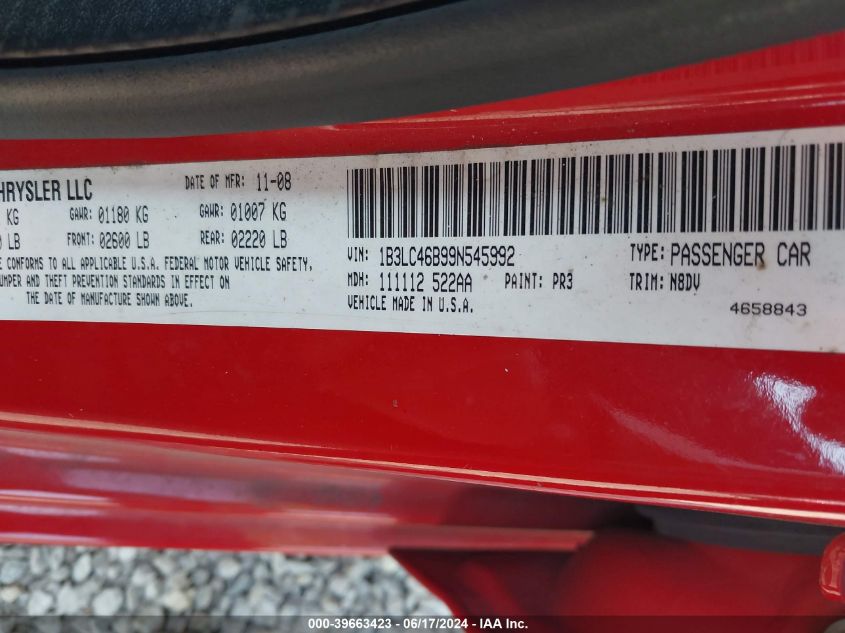 HRYSLER LLC DATE OF MFR: 11-08
KG GAWR: 01180 KG GAWR: 01007 KG
LB FRONT: 02600 LB REAR: 02220 LB
E CONFORMS TO ALL APPLICABLE U.S.A. FEDERAL MOTOR VEHICLE SAFETY,
UMPER AND THEFT PREVENTION STANDARDS IN EFFECT ON
THE DATE OF MANUFACTURE SHOWN ABOVE.
VIN: 1B3LC46B99N545992 TYPE: PASSENGER CAR
MDH: 111112 522AA PAINT: PR3 TRIM: N8DV
VEHICLE MADE IN U.S.A. 4658843
000-39663423 - 06/17/2024 - IAA Inc.